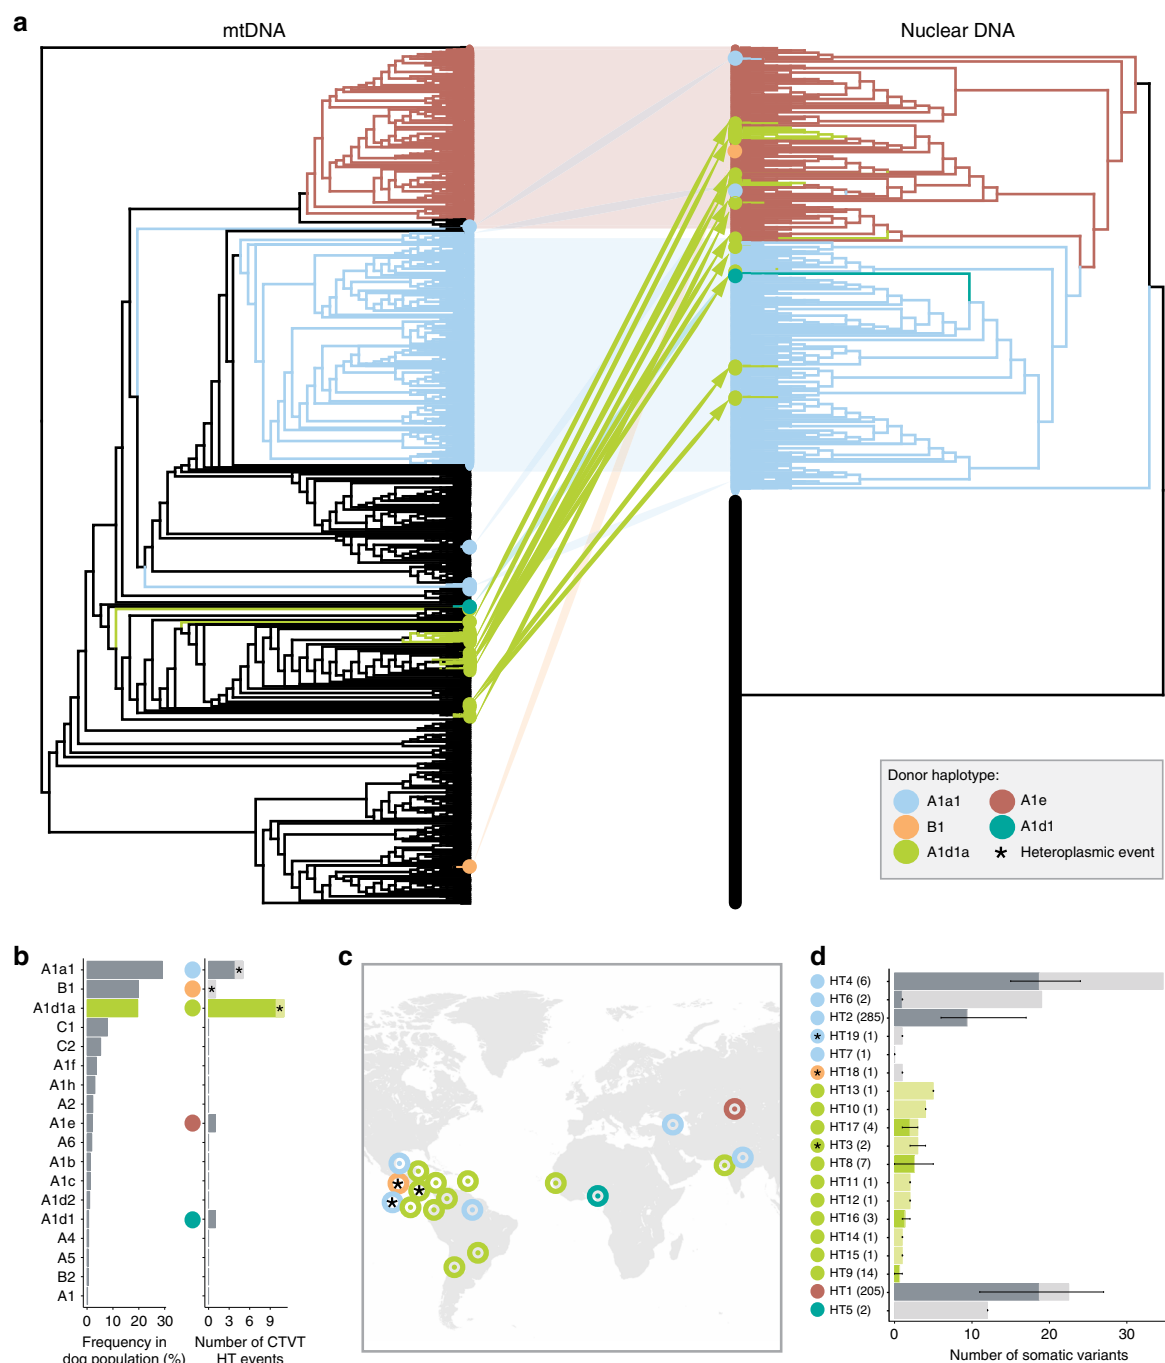 a
mtDNA
Nuclear DNA
Donor haplotype:
A1a1
A1e
B1
A1d1
A1d1a
* Heteroplasmic event
b
A1a1
*
B1
*
A1d1a
*
C1
C2
A1f
A1h
A2
A1e
A6
A1b
A1c
A1d2
A1d1
A4
A5
B2
A1
0 10 20 30
0 3 6 9
Frequency in
dog population (%)
Number of CTVT
HT events
c
*
*
*
d
HT4 (6)
HT6 (2)
HT2 (285)
* HT19 (1)
HT7 (1)
* HT18 (1)
HT13 (1)
HT10 (1)
HT17 (4)
* HT3 (2)
HT8 (7)
HT11 (1)
HT12 (1)
HT16 (3)
HT14 (1)
HT15 (1)
HT9 (14)
HT1 (205)
HT5 (2)
0 10 20 30
Number of somatic variants